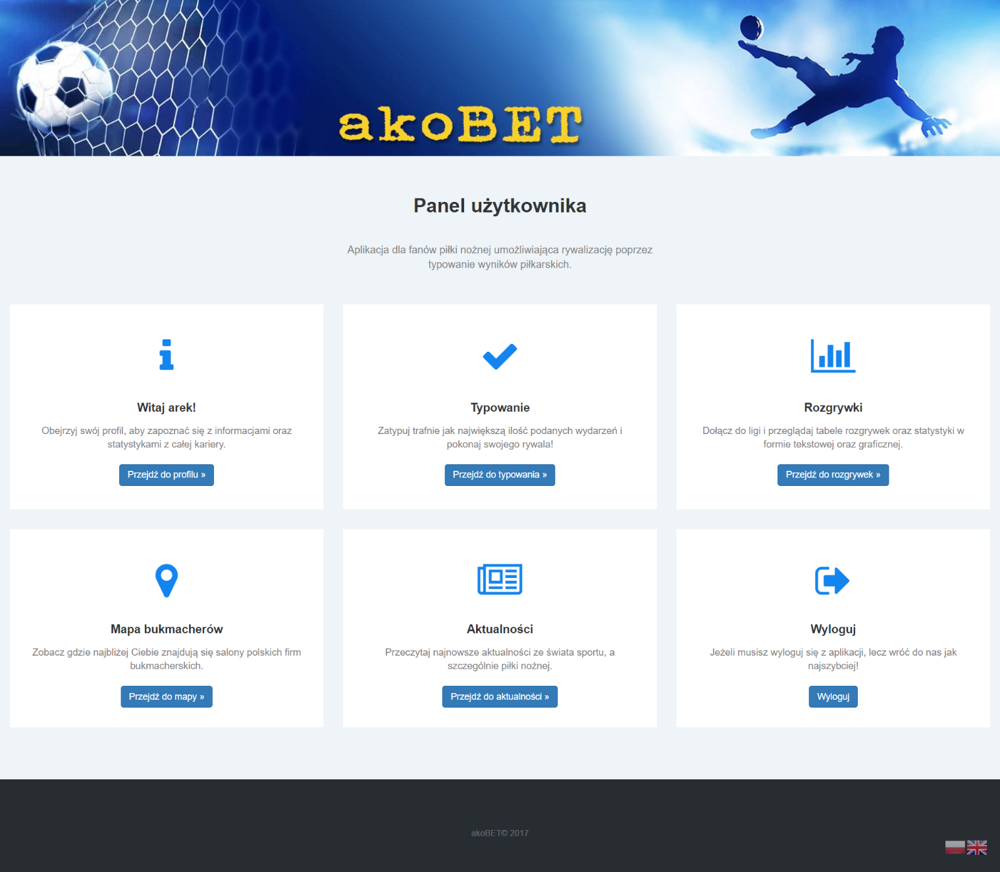 akoBET
Panel użytkownika
Aplikacja dla fanów piłki nożnej umożliwiająca rywalizację poprzez
typowanie wyników piłkarskich.
Witaj arek!
Obejrzyj swój profil, aby zapoznać się z informacjami oraz
statystykami z całej kariery.
Przejdź do profilu »
Typowanie
Zatypuj trafnie jak największą ilość podanych wydarzeń i
pokonaj swojego rywala!
Przejdź do typowania »
Rozgrywki
Dołącz do ligi i przeglądaj tabele rozgrywek oraz statystyki w
formie tekstowej oraz graficznej.
Przejdź do rozgrywek »
Mapa bukmacherów
Zobacz gdzie najbliżej Ciebie znajdują się salony polskich firm
bukmacherskich.
Przejdź do mapy »
Aktualności
Przeczytaj najnowsze aktualności ze świata sportu, a
szczególnie piłki nożnej.
Przejdź do aktualności »
Wyloguj
Jeżeli musisz wyloguj się z aplikacji, lecz wróć do nas jak
najszybciej!
Wyloguj
akoBET© 2017